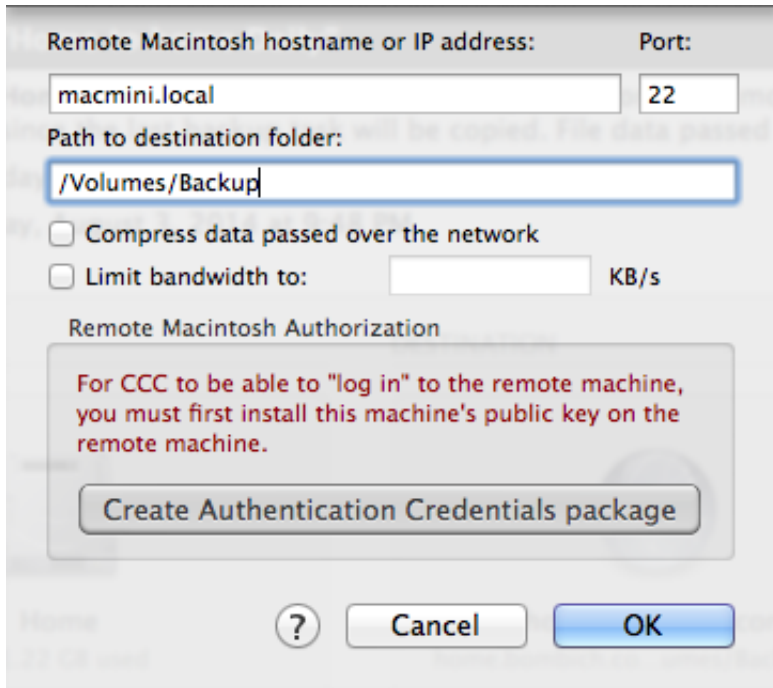 Remote Macintosh hostname or IP address: Port:
macmini.local 22
Path to destination folder:
/Volumes/Backup
Compress data passed over the network
Limit bandwidth to: KB/s
Remote Macintosh Authorization
For CCC to be able to "log in" to the remote machine,
you must first install this machine's public key on the
remote machine.
Create Authentication Credentials package
? Cancel OK
Home